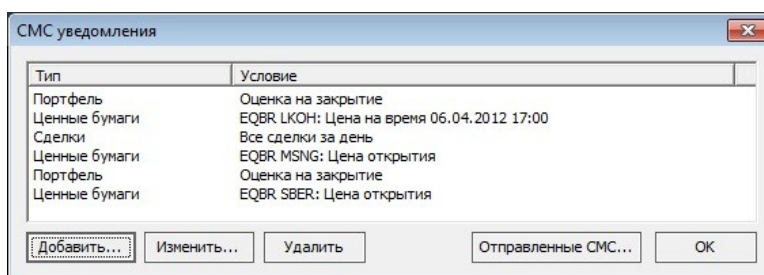 СМС уведомления
Тип Условие
Портфель Оценка на закрытие
Ценные бумаги EQBR LKOH: Цена на время 06.04.2012 17:00
Сделки Все сделки за день
Ценные бумаги EQBR MSNG: Цена открытия
Портфель Оценка на закрытие
Ценные бумаги EQBR SBER: Цена открытия
Добавить... Изменить... Удалить Отправленные СМС... OK